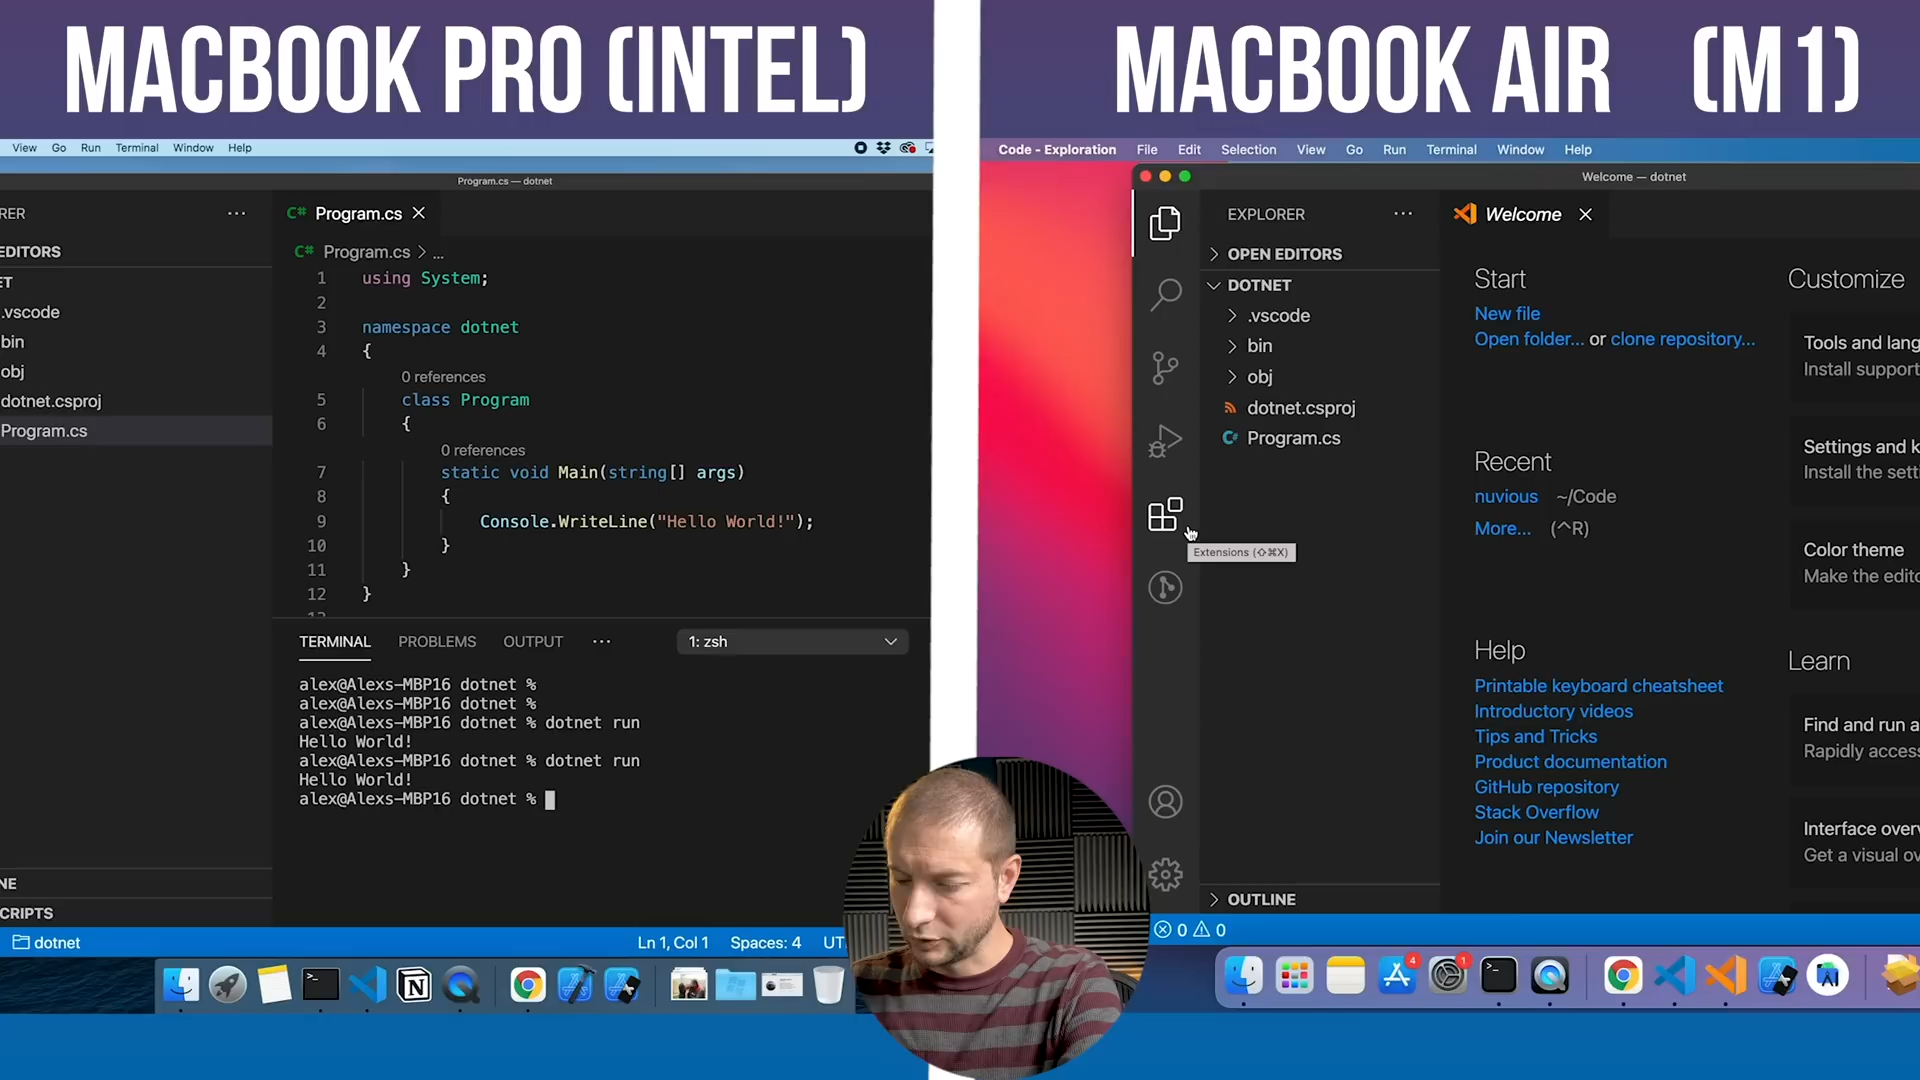 MACBOOK PRO (INTEL)
View Go Run Terminal Window Help
Program.cs — dotnet
RER
EDITORS
ET
.vscode
bin
obj
dotnet.csproj
Program.cs
NE
CRIPTS
C# Program.cs
C# Program.cs > ...
1 using System;
2
3 namespace dotnet
4 {
0 references
5 class Program
6 {
0 references
7 static void Main(string[] args)
8 {
9 Console.WriteLine("Hello World!");
10 }
11 }
12 }
TERMINAL PROBLEMS OUTPUT ... 1: zsh
alex@Alexs-MBP16 dotnet %
alex@Alexs-MBP16 dotnet %
alex@Alexs-MBP16 dotnet % dotnet run
Hello World!
alex@Alexs-MBP16 dotnet % dotnet run
Hello World!
alex@Alexs-MBP16 dotnet %
dotnet Ln 1, Col 1 Spaces: 4 UT
MACBOOK AIR (M1)
Code - Exploration File Edit Selection View Go Run Terminal Window Help
Welcome — dotnet
EXPLORER ...
OPEN EDITORS
DOTNET
.vscode
bin
obj
dotnet.csproj
C# Program.cs
Extensions (⇧⌘X)
OUTLINE
Welcome
Start
New file
Open folder... or clone repository...
Recent
nuvious ~/Code
More... (^R)
Help
Printable keyboard cheatsheet
Introductory videos
Tips and Tricks
Product documentation
GitHub repository
Stack Overflow
Join our Newsletter
Customize
Tools and lang
Install support
Settings and k
Install the setti
Color theme
Make the edito
Learn
Find and run a
Rapidly access
Interface overv
Get a visual ov
0 0
4 1